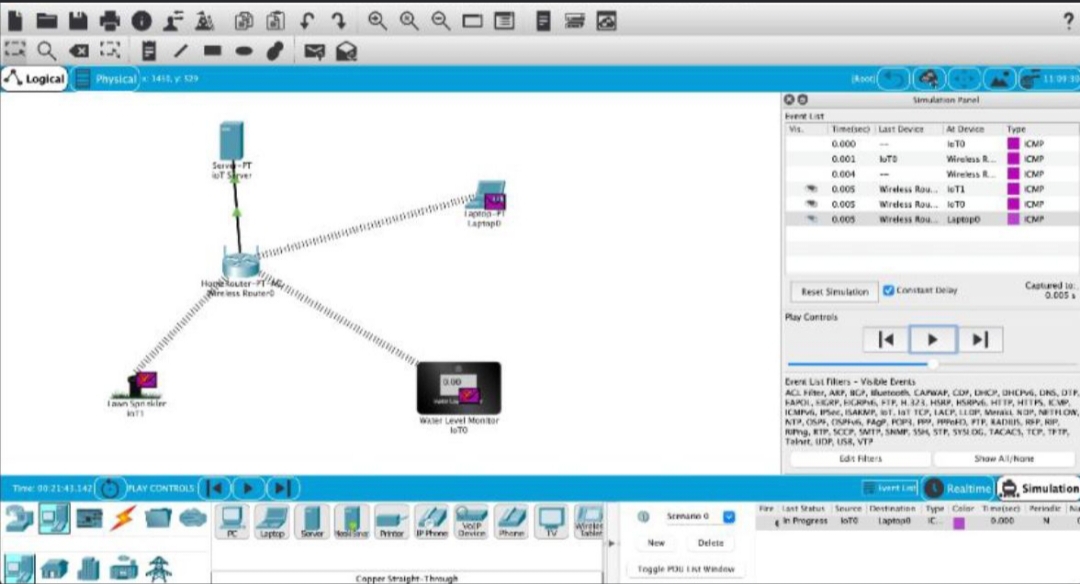 ?
Logical
Physical
x: 1410, y: 529
[Root]
Simulation Panel
Event List
Vis. Time(sec) Last Device At Device Type
0.000 -- IoT0 ICMP
0.001 IoT0 Wireless R... ICMP
0.004 -- Wireless R... ICMP
0.005 Wireless Rou... IoT1 ICMP
0.005 Wireless Rou... IoT0 ICMP
0.005 Wireless Rou... Laptop0 ICMP
Reset Simulation
Constant Delay
Captured to:
0.005 s
Play Controls
Event List Filters - Visible Events
ACL Filter, ARP, BGP, Bluetooth, CAPWAP, CDP, DHCP, DHCPv6, DNS, DTP,
EAPOL, EIGRP, EIGRPv6, FTP, H.323, HSRP, HSRPv6, HTTP, HTTPS, ICMP,
ICMPv6, IPSec, ISAKMP, IoT, IoT TCP, LACP, LLDP, Meraki, NDP, NETFLOW,
NTP, OSPF, OSPFv6, PAgP, POP3, PPP, PPPoED, PTP, RADIUS, REP, RIP,
RIPng, RTP, SCCP, SMTP, SNMP, SSH, STP, SYSLOG, TACACS, TCP, TFTP,
Telnet, UDP, USB, VTP
Edit Filters
Show All/None
Server-PT
IoT Server
Laptop-PT
Laptop0
HomeRouter-PT-AC
Wireless Router0
Lawn Sprinkler
IoT1
0.00
Water Level Monitor
IoT0
Time: 00:21:43.142
PLAY CONTROLS
Event List
Realtime
Simulation
PC
Laptop
Server
Printer
IP Phone
VoIP
Device
Phone
TV
Wireless
Tablet
Copper Straight-Through
Scenario 0
New
Delete
Toggle PDU List Window
Fire Last Status Source Destination Type Color Time(sec) Periodic
In Progress IoT0 Laptop0 IC... 0.000 N